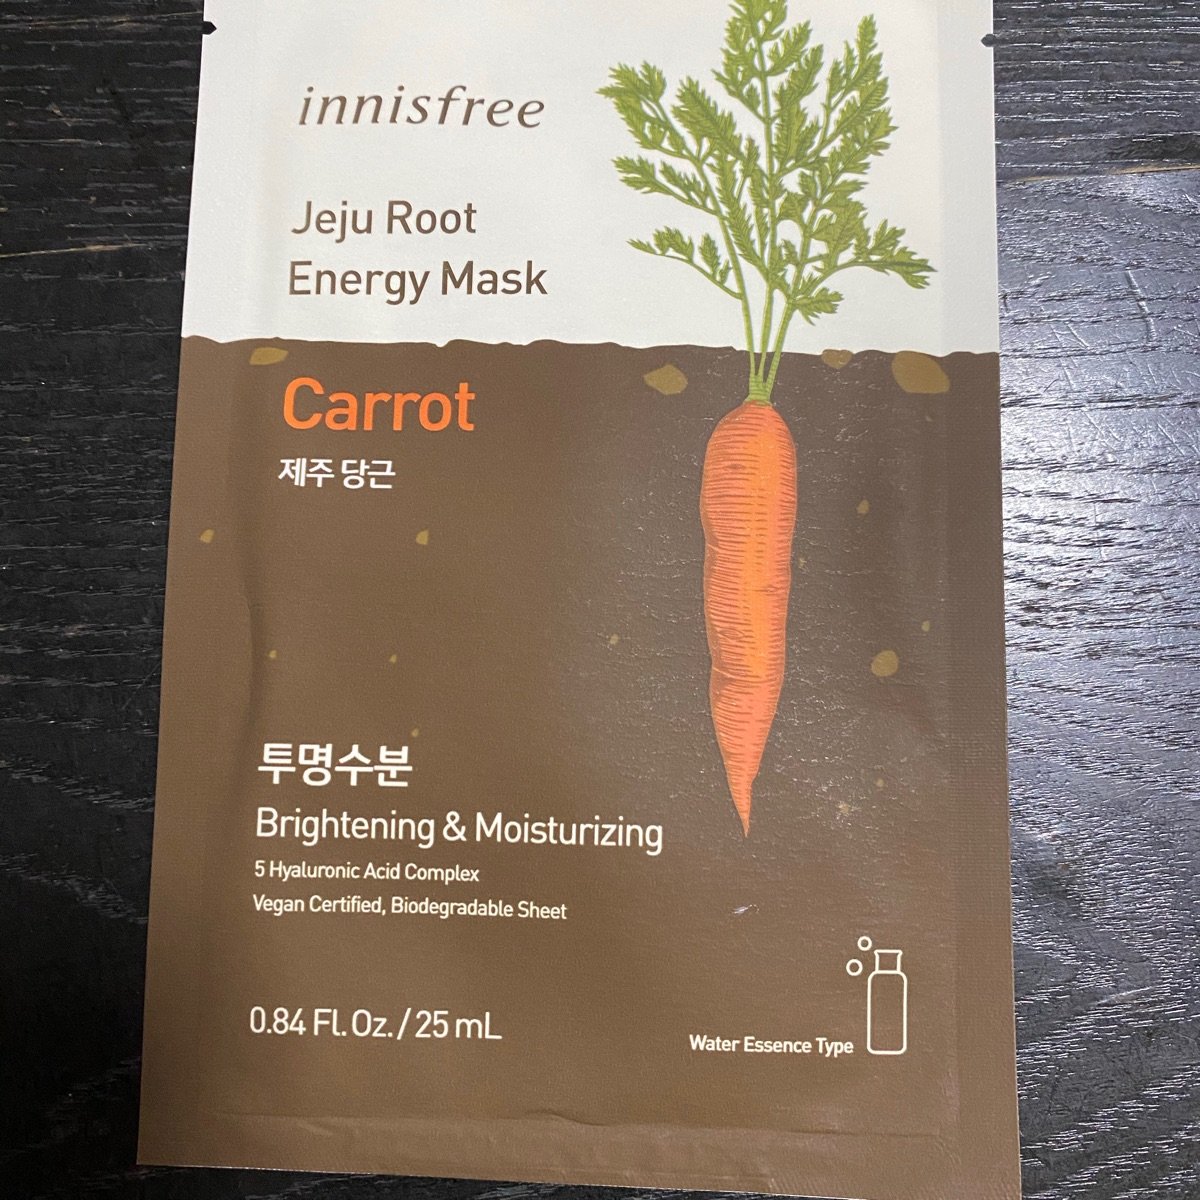 innisfree
Jeju Root
Energy Mask
Carrot
제주 당근
투명수분
Brightening & Moisturizing
5 Hyaluronic Acid Complex
Vegan Certified, Biodegradable Sheet
0.84 Fl. Oz. / 25 mL
Water Essence Type